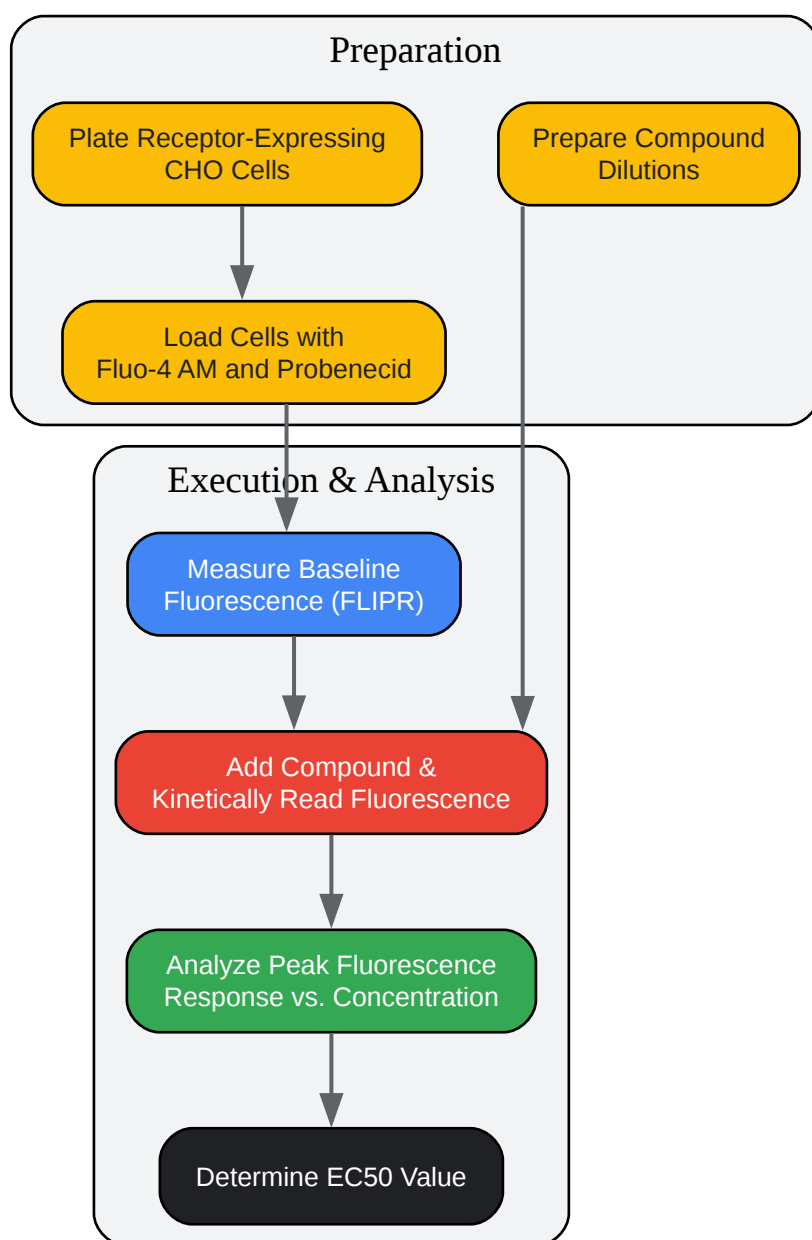 Preparation
Plate Receptor-Expressing
CHO Cells
Prepare Compound
Dilutions
Load Cells with
Fluo-4 AM and Probenecid
Execution & Analysis
Measure Baseline
Fluorescence (FLIPR)
Add Compound &
Kinetically Read Fluorescence
Analyze Peak Fluorescence
Response vs. Concentration
Determine EC50 Value